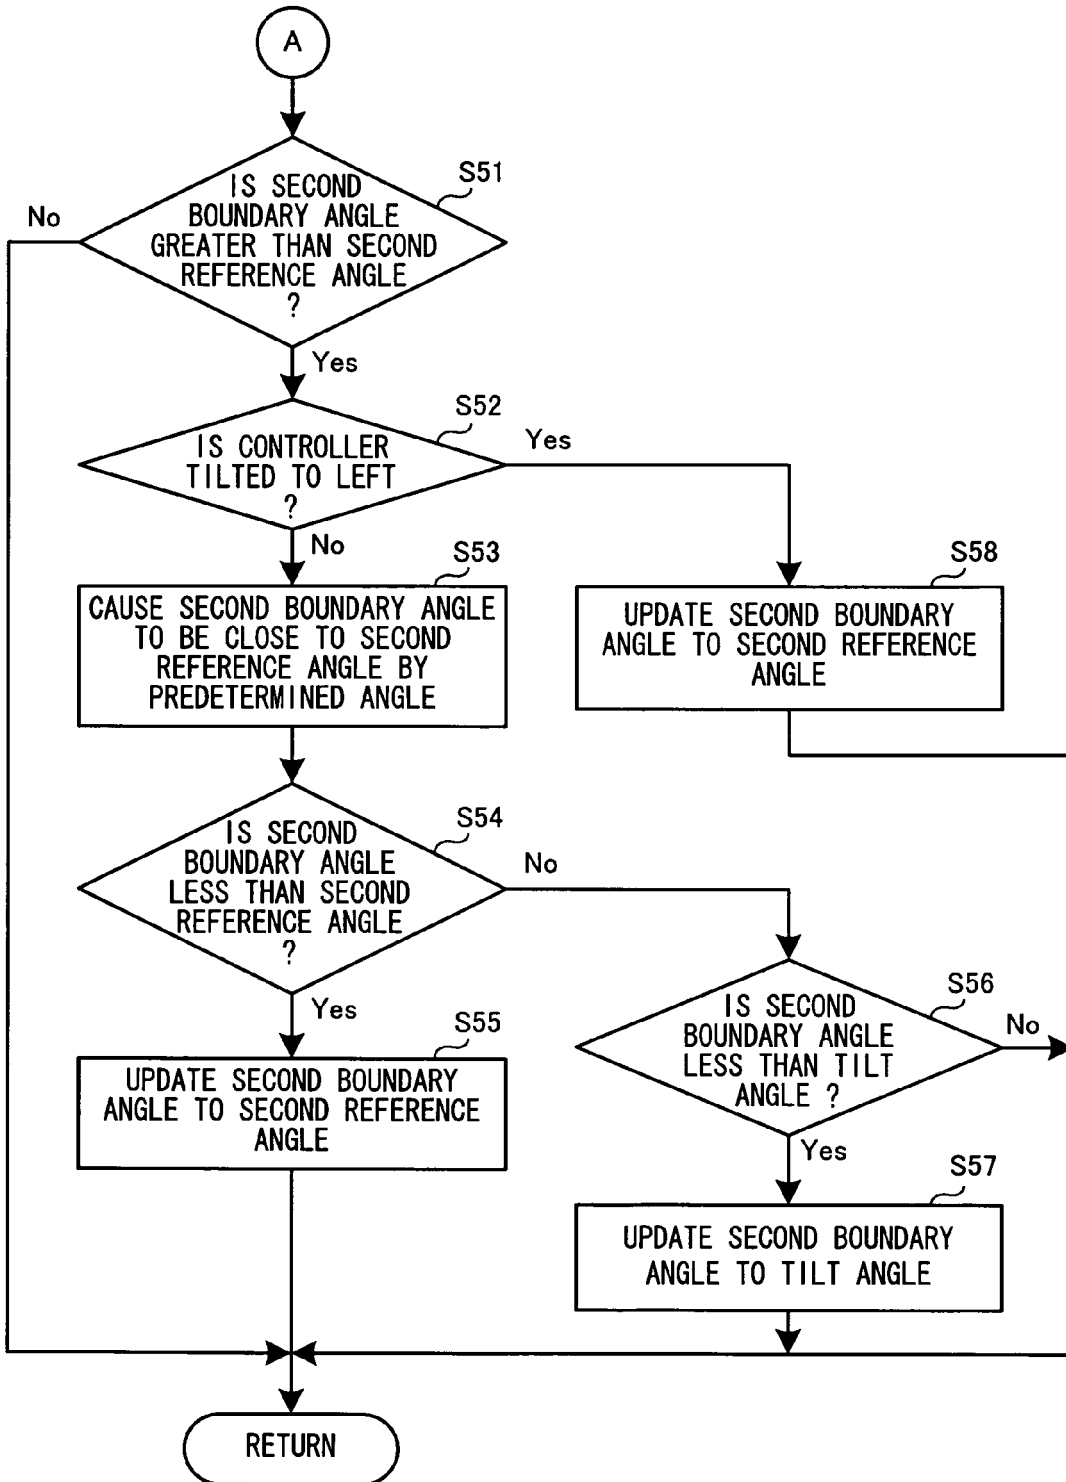 A
S51
IS SECOND
BOUNDARY ANGLE
GREATER THAN SECOND
REFERENCE ANGLE
?
No
Yes
S52
IS CONTROLLER
TILTED TO LEFT
?
Yes
No
S53
CAUSE SECOND BOUNDARY ANGLE
TO BE CLOSE TO SECOND
REFERENCE ANGLE BY
PREDETERMINED ANGLE
S58
UPDATE SECOND BOUNDARY
ANGLE TO SECOND REFERENCE
ANGLE
S54
IS SECOND
BOUNDARY ANGLE
LESS THAN SECOND
REFERENCE ANGLE
?
No
Yes
S55
UPDATE SECOND BOUNDARY
ANGLE TO SECOND REFERENCE
ANGLE
S56
IS SECOND
BOUNDARY ANGLE
LESS THAN TILT
ANGLE ?
No
Yes
S57
UPDATE SECOND BOUNDARY
ANGLE TO TILT ANGLE
RETURN